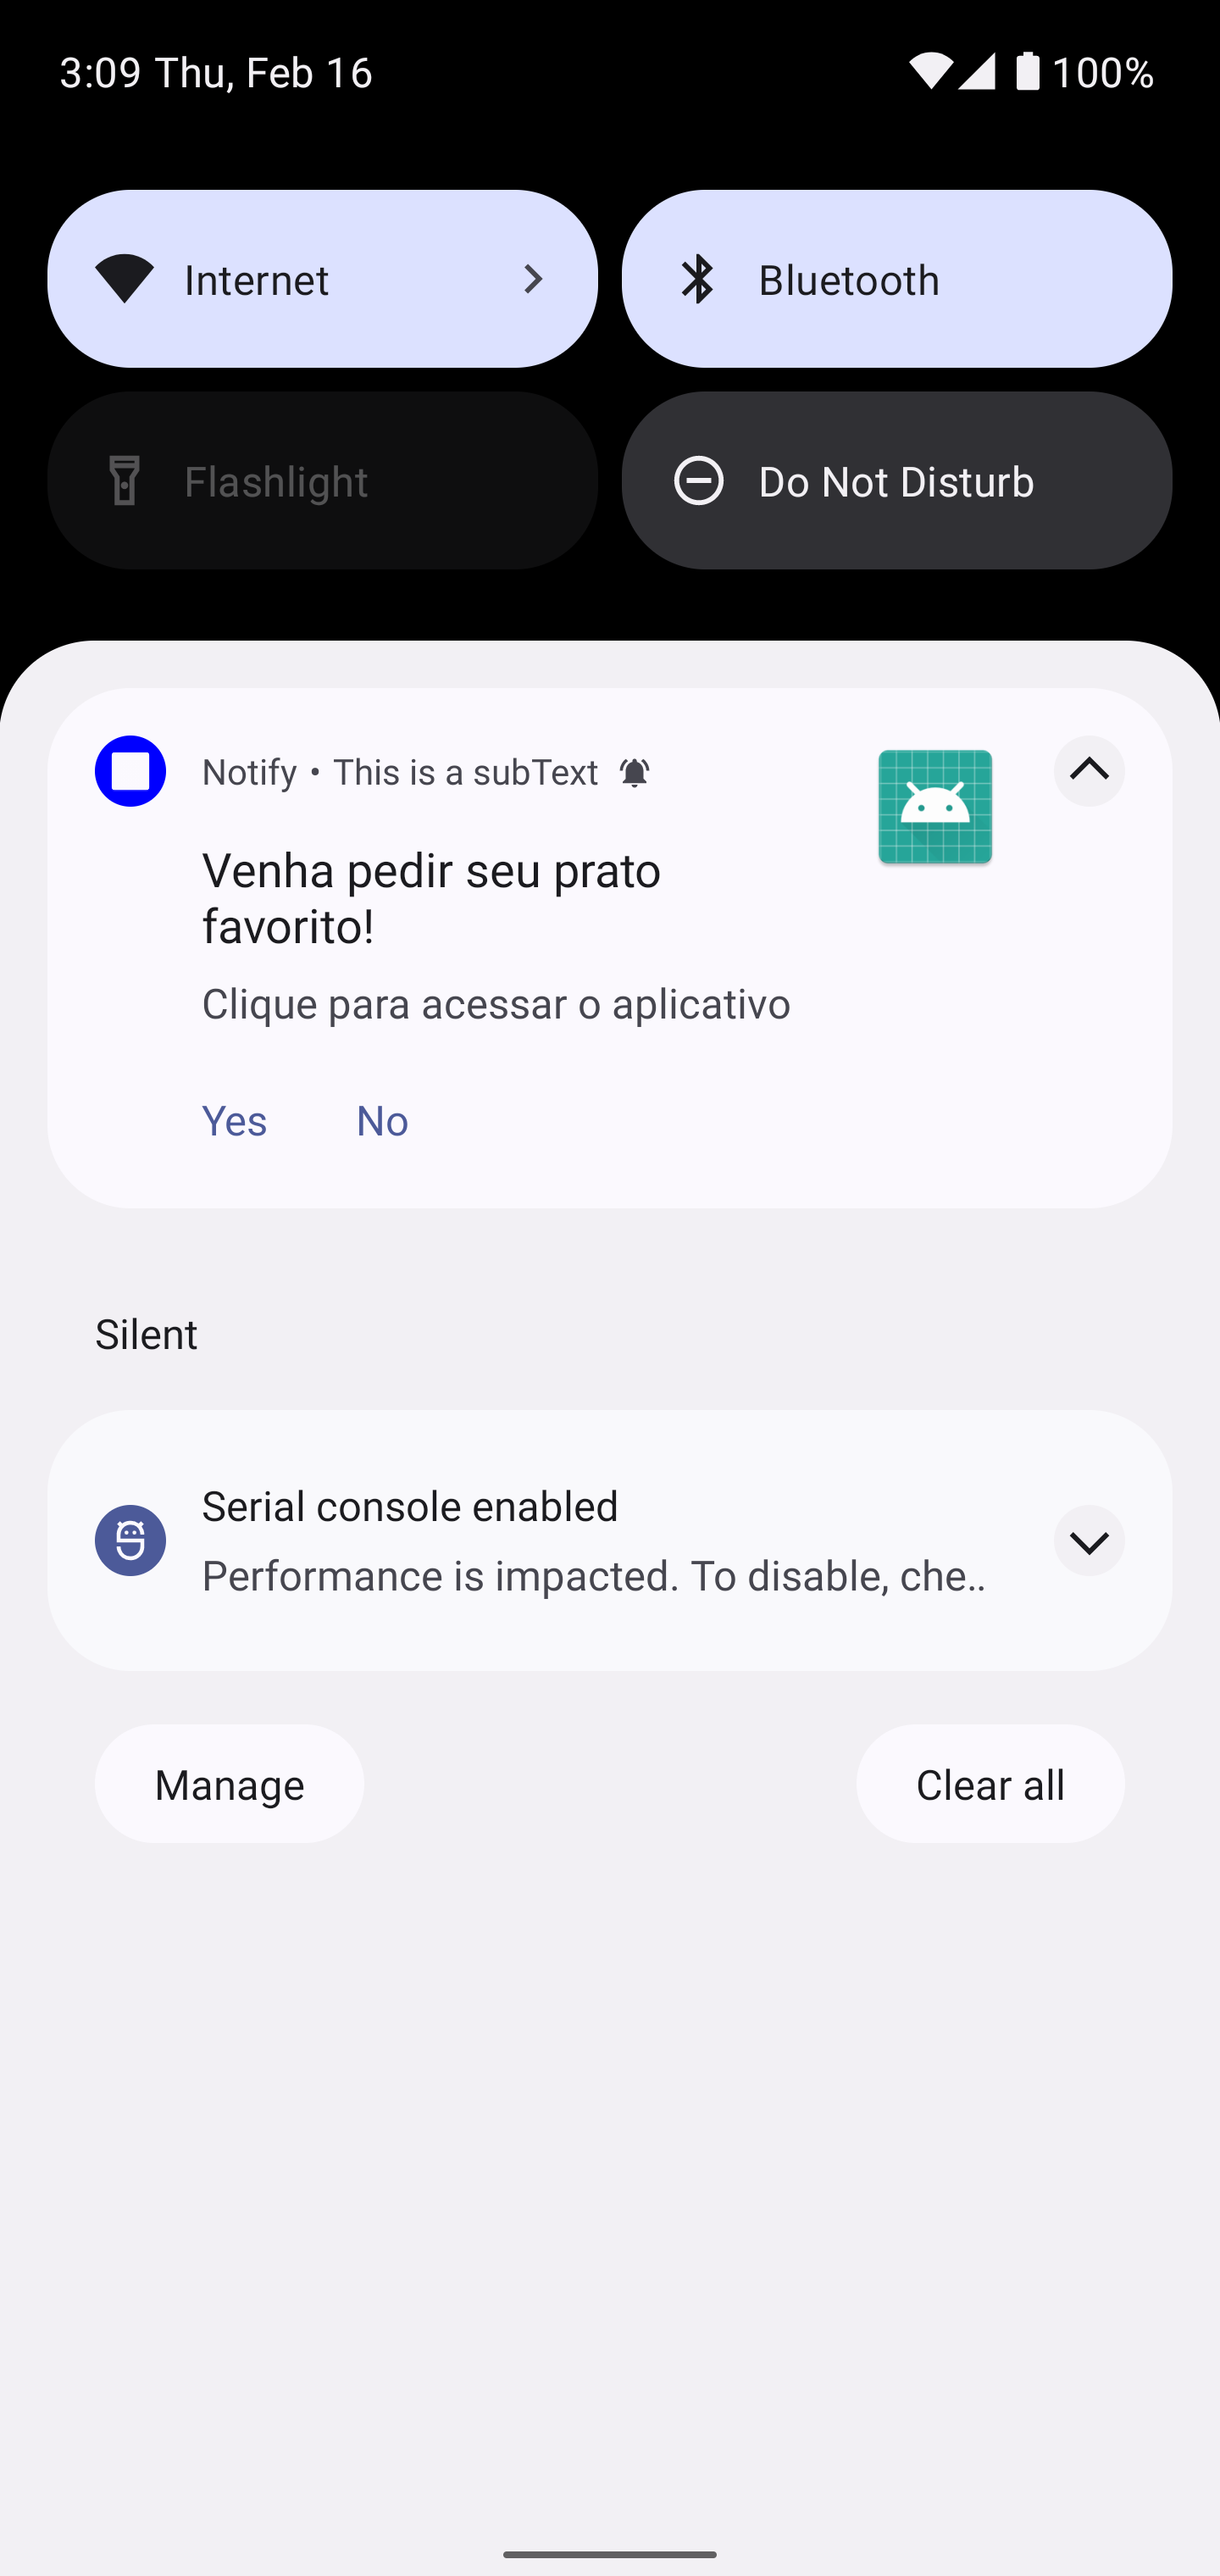 3:09 Thu, Feb 16 100%
Internet
Bluetooth
Flashlight
Do Not Disturb
Notify • This is a subText
Venha pedir seu prato
favorito!
Clique para acessar o aplicativo
Yes No
Silent
Serial console enabled
Performance is impacted. To disable, che..
Manage
Clear all